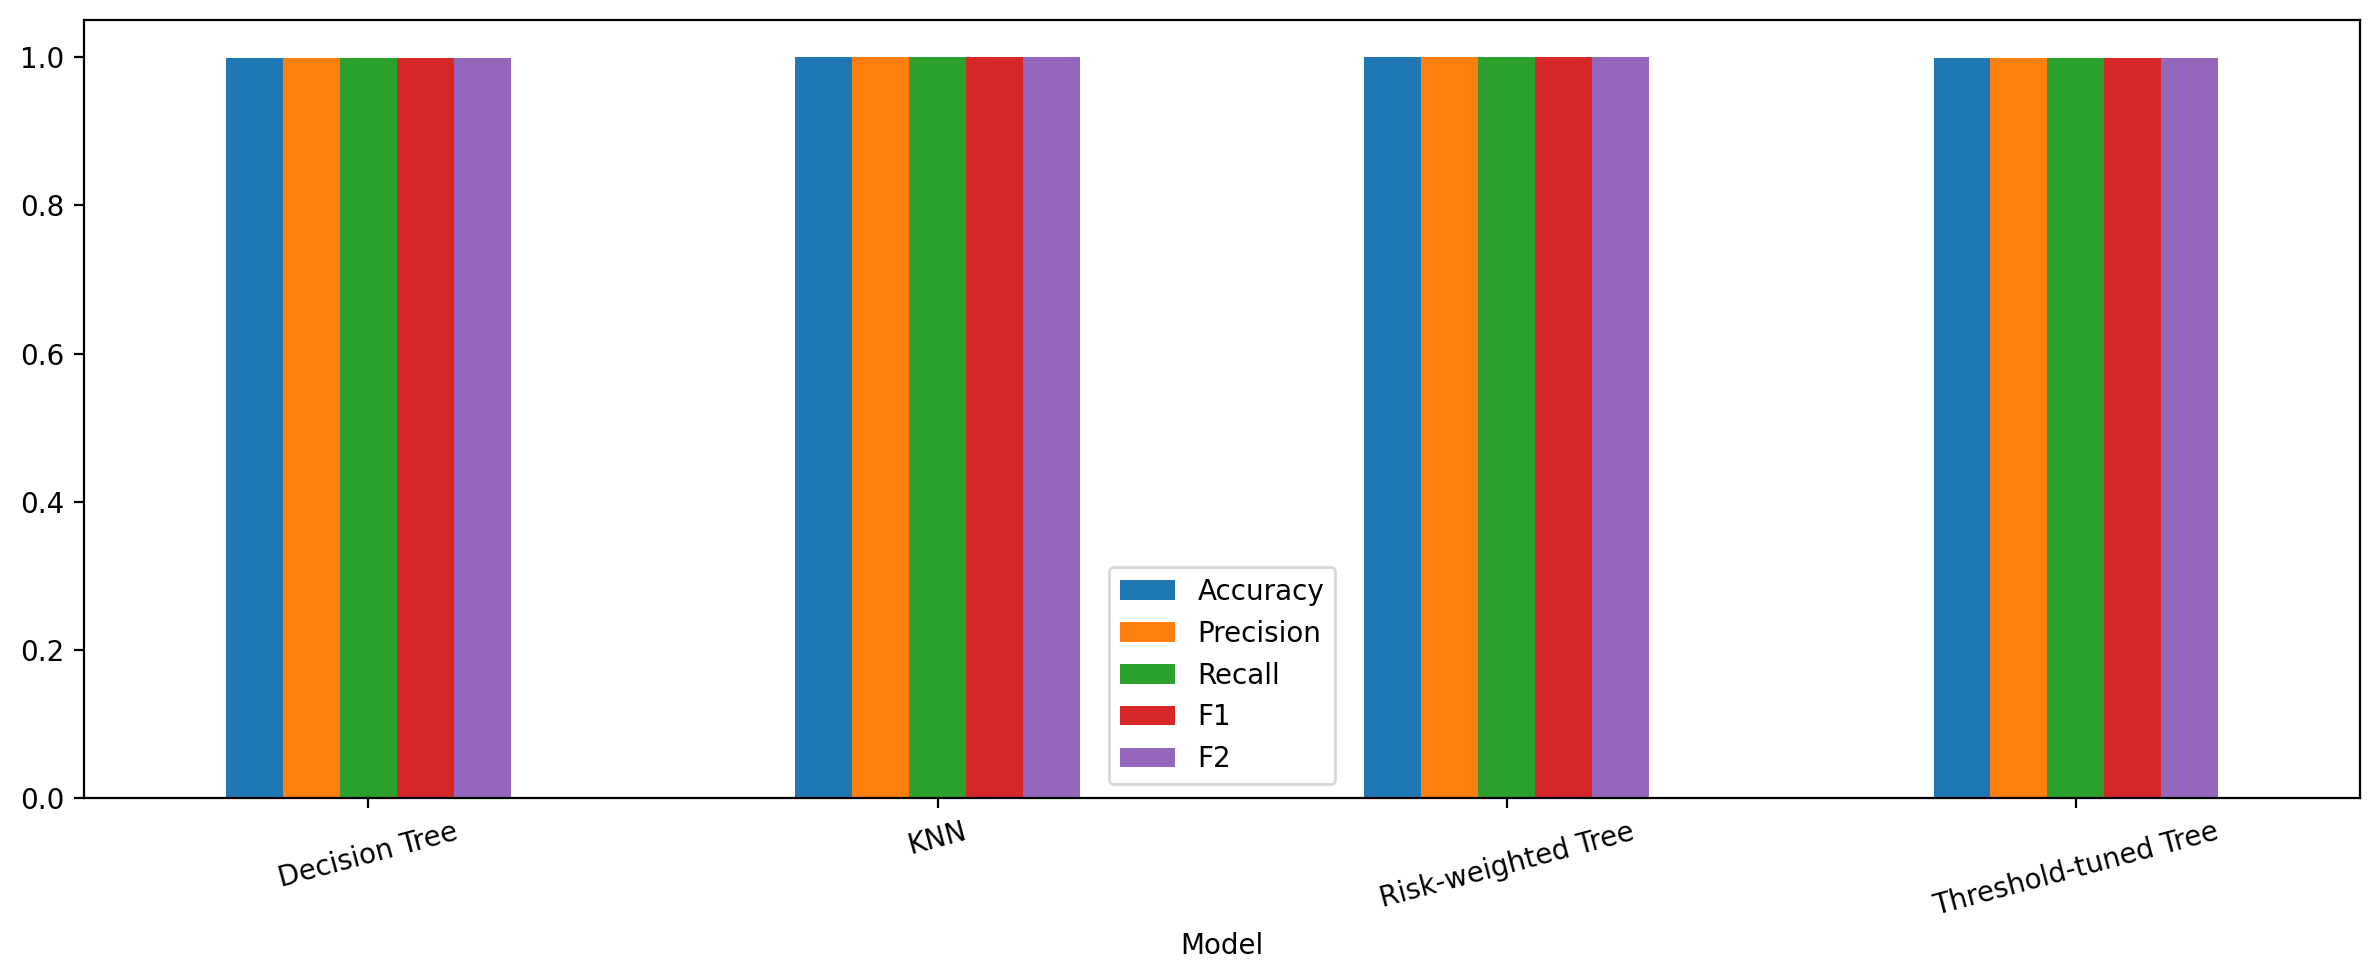 1.0
0.8
0.6
0.4
0.2
0.0
Accuracy
Precision
Recall
F1
F2
Decision Tree
KNN
Risk-weighted Tree
Threshold-tuned Tree
Model